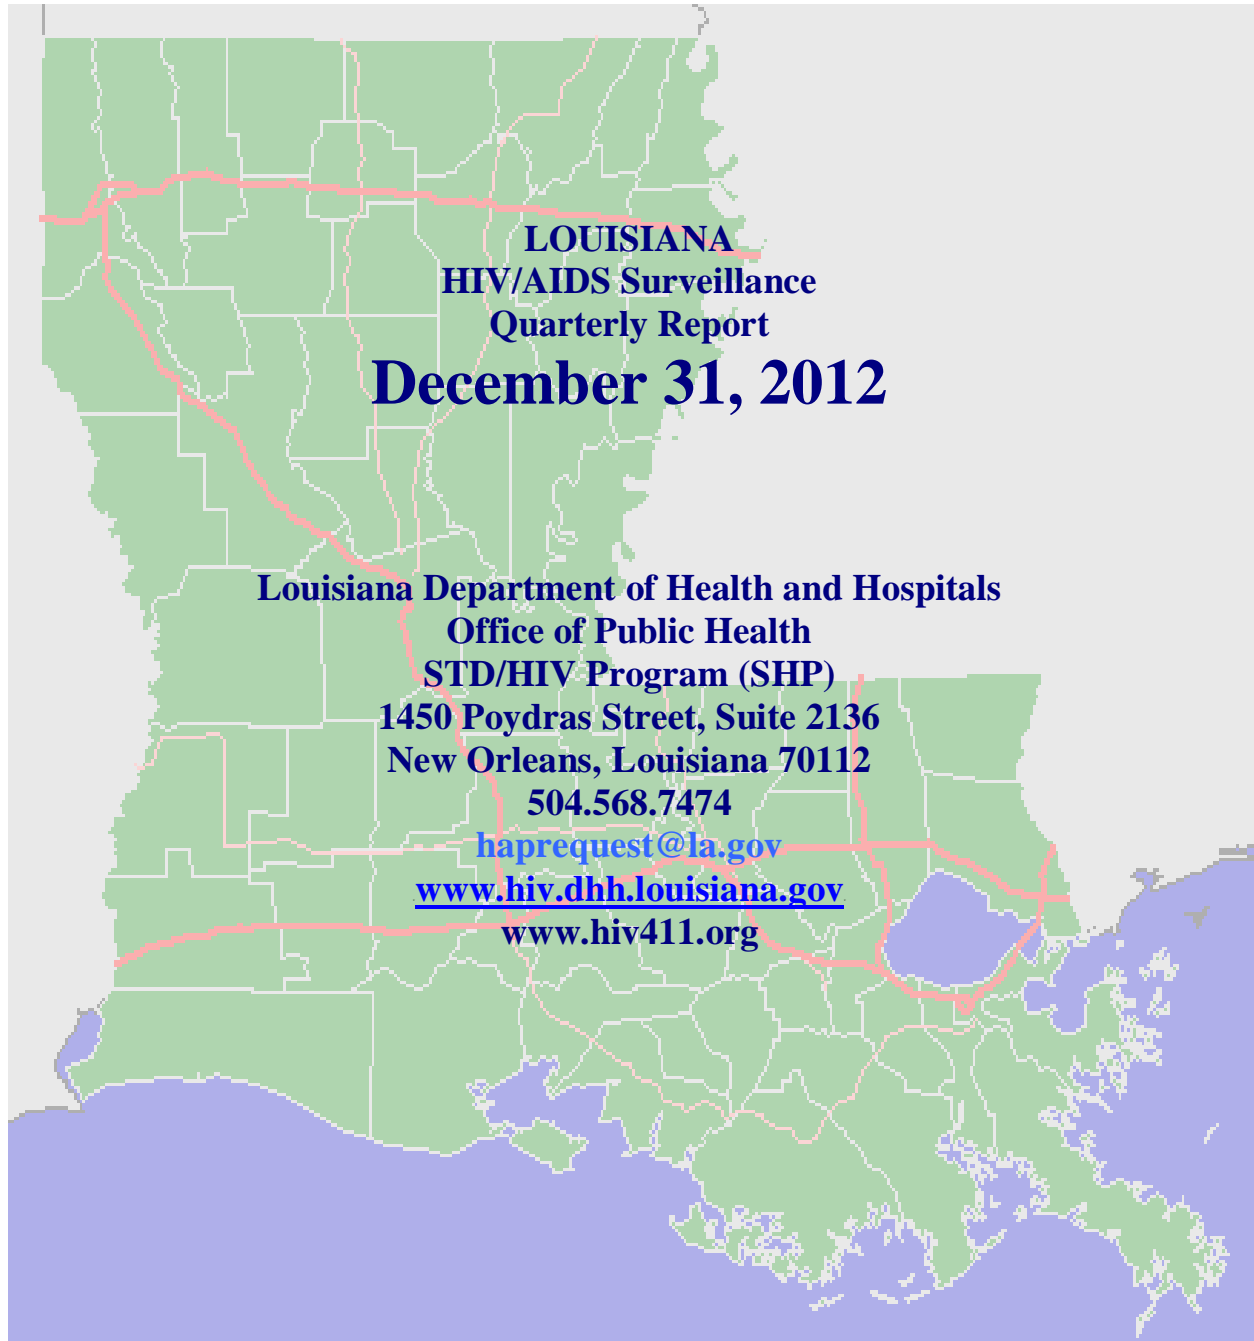 LOUISIANA
HIV/AIDS Surveillance
Quarterly Report
December 31, 2012
Louisiana Department of Health and Hospitals
Office of Public Health
STD/HIV Program (SHP)
1450 Poydras Street, Suite 2136
New Orleans, Louisiana 70112
504.568.7474
haprequest@la.gov
www.hiv.dhh.louisiana.gov
www.hiv411.org